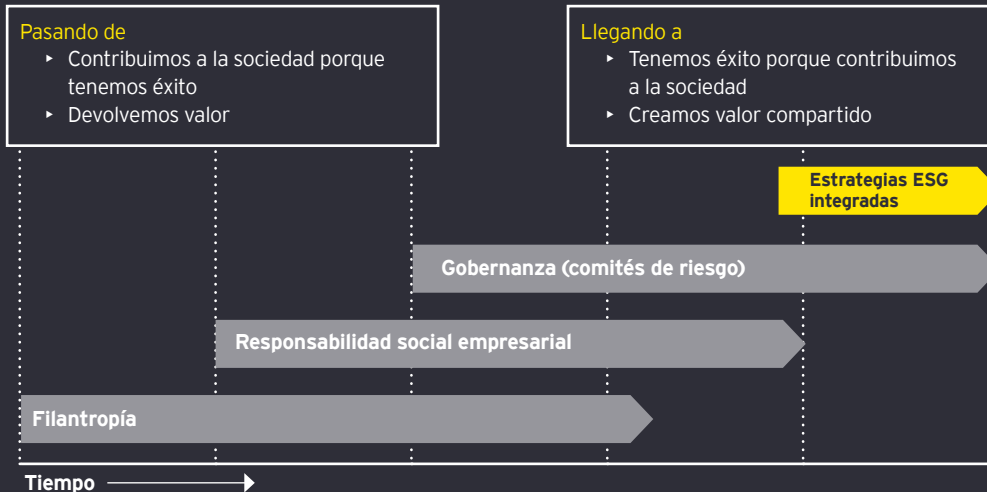 Pasando de
▸ Contribuimos a la sociedad porque
tenemos éxito
▸ Devolvemos valor
Llegando a
▸ Tenemos éxito porque contribuimos
a la sociedad
▸ Creamos valor compartido
Estrategias ESG
integradas
Gobernanza (comités de riesgo)
Responsabilidad social empresarial
Filantropía
Tiempo